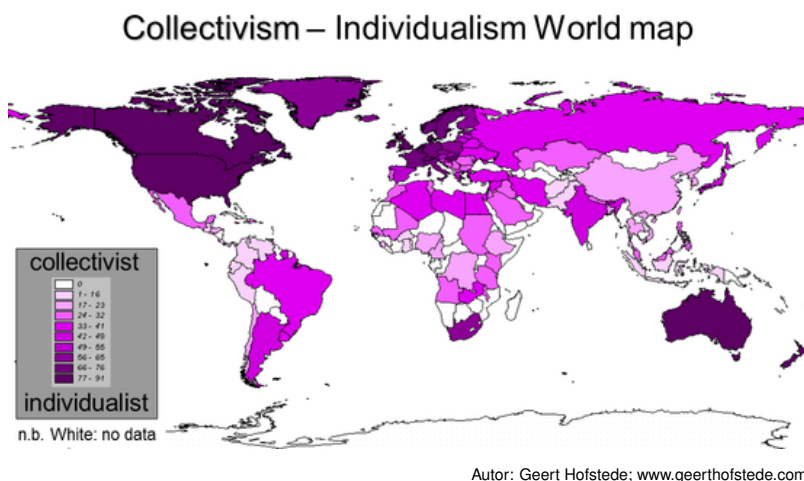 Collectivism – Individualism World map
collectivist
0
1 - 16
17 - 23
24 - 32
33 - 41
42 - 48
49 - 55
56 - 65
66 - 76
77 - 91
individualist
n.b. White: no data
Autor: Geert Hofstede; www.geerthofstede.com